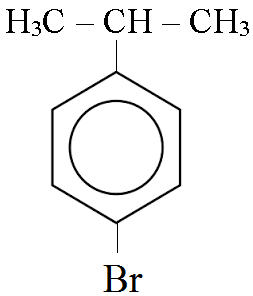 H₃C – CH – CH₃
Br